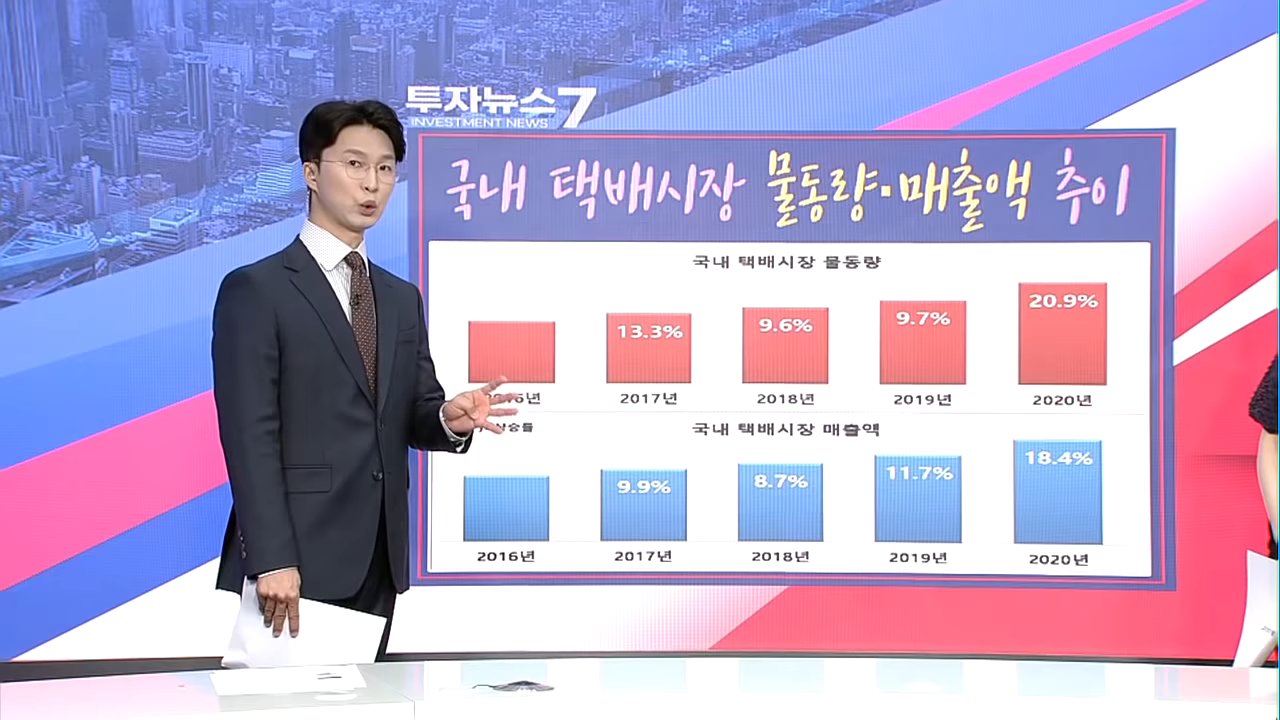 투자뉴스 7
INVESTMENT NEWS
국내 택배시장 물동량·매출액 추이
국내 택배시장 물동량
13.3% 9.6% 9.7% 20.9%
2017년 2018년 2019년 2020년
국내 택배시장 매출액
9.9% 8.7% 11.7% 18.4%
2016년 2017년 2018년 2019년 2020년